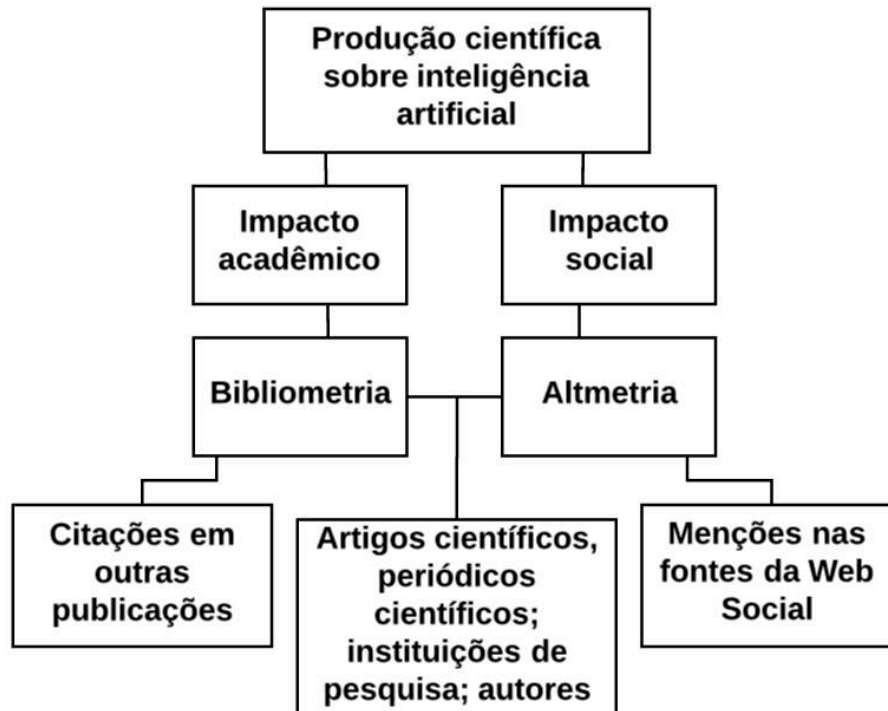 Produção científica
sobre inteligência
artificial
Impacto
acadêmico
Impacto
social
Bibliometria
Altmetria
Citações em
outras
publicações
Artigos científicos,
periódicos
científicos;
instituições de
pesquisa; autores
Menções nas
fontes da Web
Social